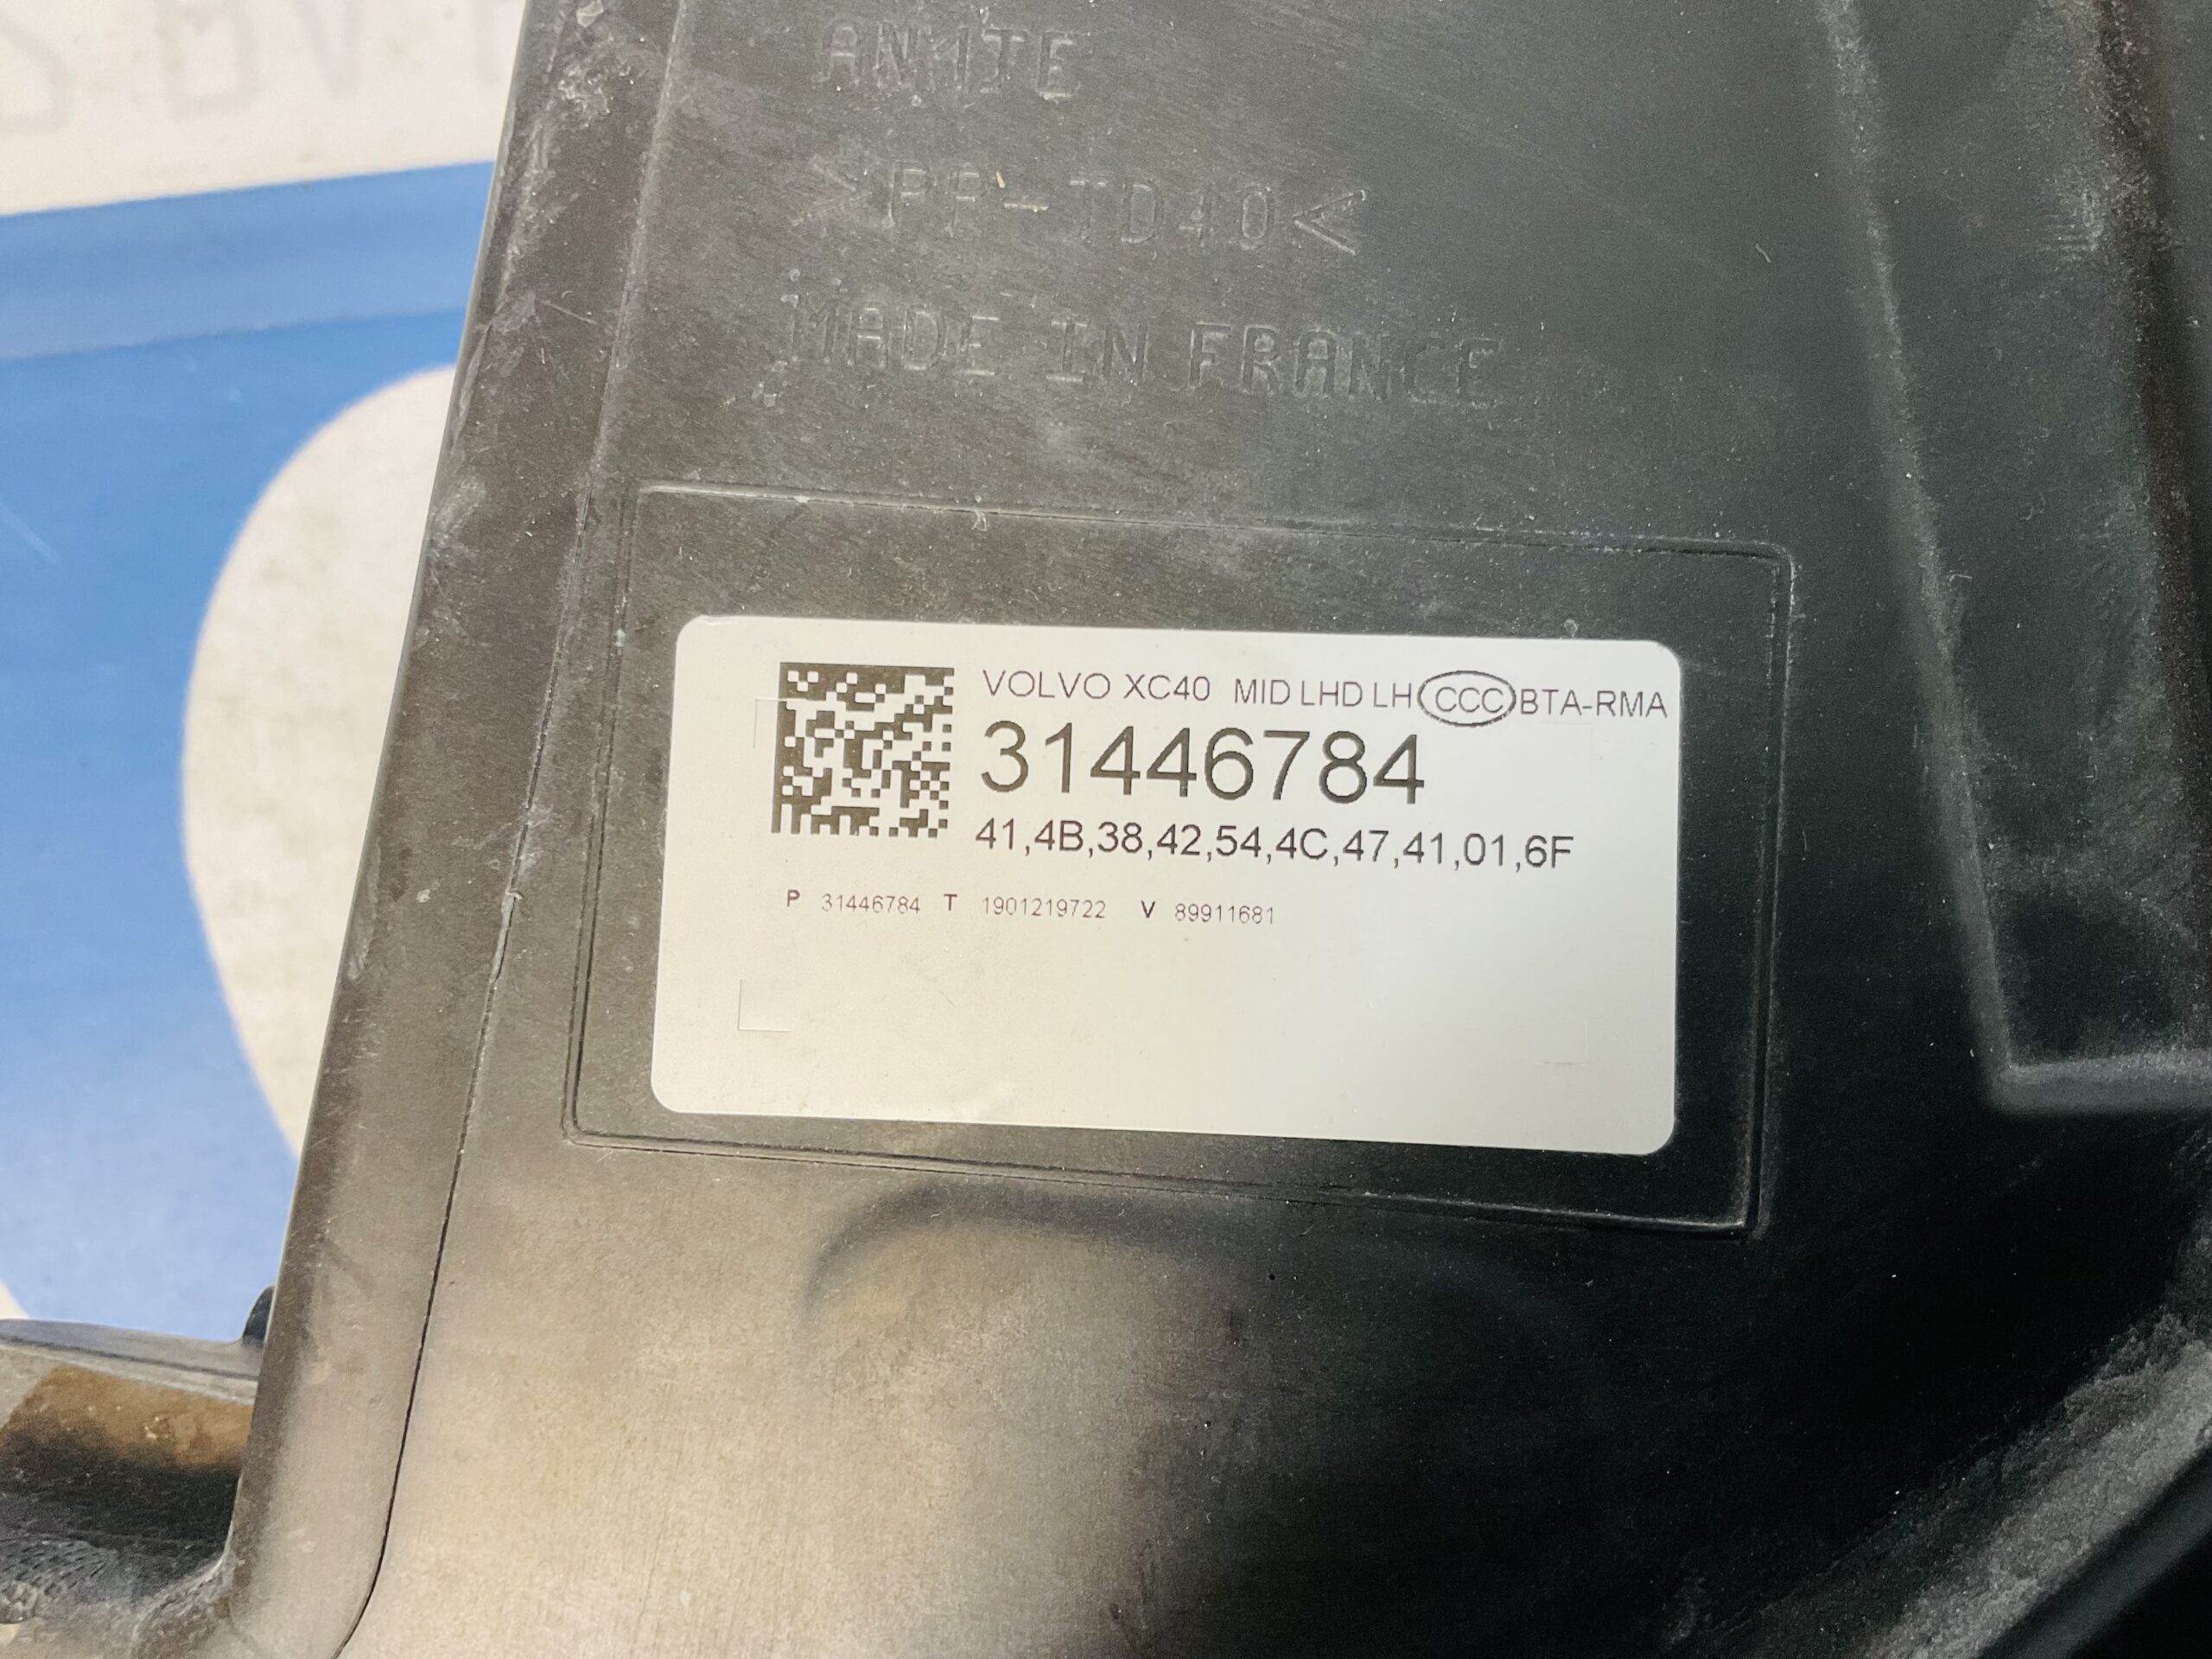 >PP-TD40<
MADE IN FRANCE
VOLVO XC40 MID LHD LH CCC BTA-RMA
31446784
41,4B,38,42,54,4C,47,41,01,6F
P 31446784 T 1901219722 V 89911681